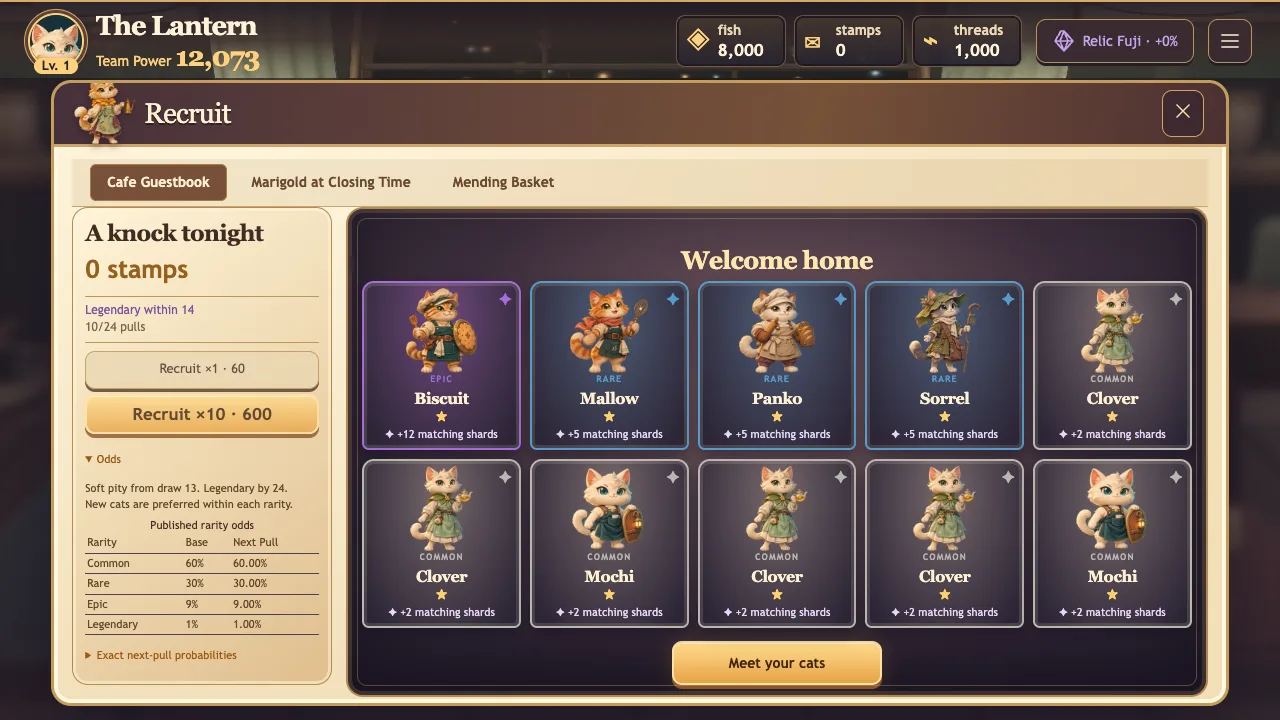 The Lantern
Lv. 1
Team Power 12,073
fish
8,000
stamps
0
threads
1,000
Relic Fuji · +0%
Recruit
Cafe Guestbook
Marigold at Closing Time
Mending Basket
A knock tonight
0 stamps
Legendary within 14
10/24 pulls
Recruit ×1 · 60
Recruit ×10 · 600
▼ Odds
Soft pity from draw 13. Legendary by 24.
New cats are preferred within each rarity.
Published rarity odds
Rarity Base Next Pull
Common 60% 60.00%
Rare 30% 30.00%
Epic 9% 9.00%
Legendary 1% 1.00%
▶ Exact next-pull probabilities
Welcome home
EPIC
Biscuit
+12 matching shards
RARE
Mallow
+5 matching shards
RARE
Panko
+5 matching shards
RARE
Sorrel
+5 matching shards
COMMON
Clover
+2 matching shards
COMMON
Clover
+2 matching shards
COMMON
Mochi
+2 matching shards
COMMON
Clover
+2 matching shards
COMMON
Clover
+2 matching shards
COMMON
Mochi
+2 matching shards
Meet your cats